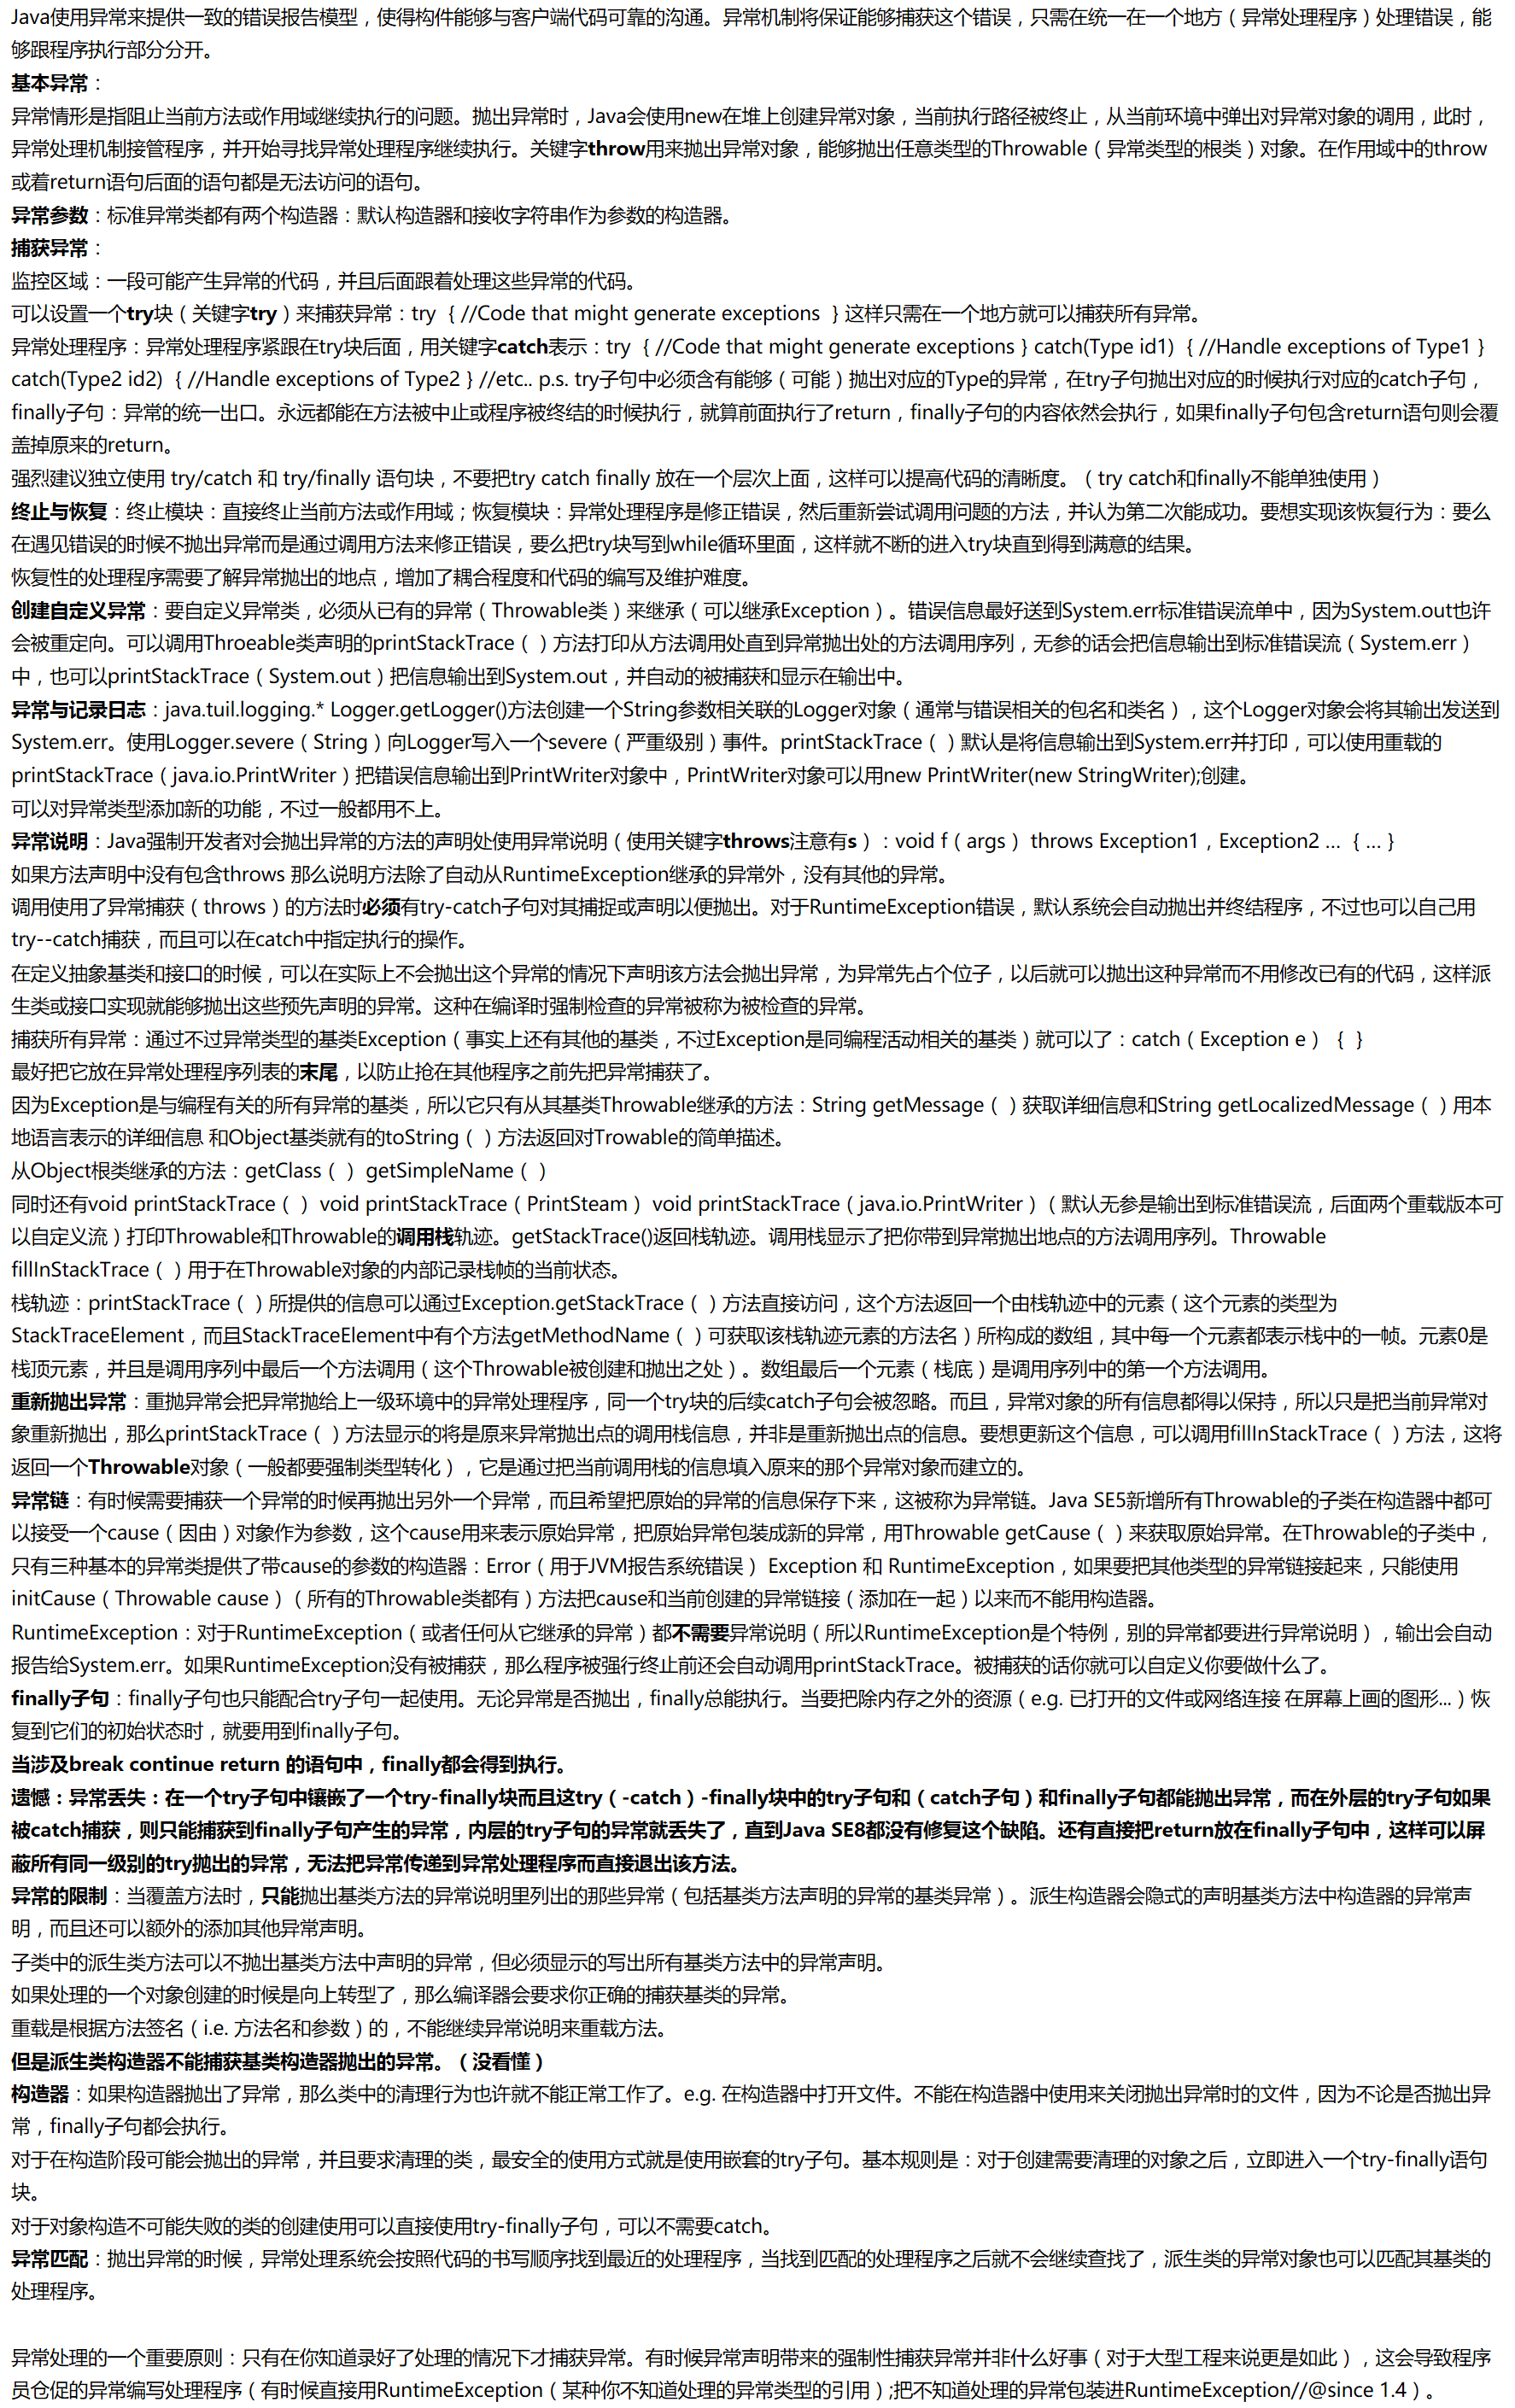 Java使用异常来提供一致的错误报告模型，使得构件能够与客户端代码可靠的沟通。异常机制将保证能够捕获这个错误，只需在统一在一个地方（异常处理程序）处理错误，能
够跟程序执行部分分开。
基本异常：
异常情形是指阻止当前方法或作用域继续执行的问题。抛出异常时，Java会使用new在堆上创建异常对象，当前执行路径被终止，从当前环境中弹出对异常对象的调用，此时，
异常处理机制接管程序，并开始寻找异常处理程序继续执行。关键字throw用来抛出异常对象，能够抛出任意类型的Throwable（异常类型的根类）对象。在作用域中的throw
或着return语句后面的语句都是无法访问的语句。
异常参数：标准异常类都有两个构造器：默认构造器和接收字符串作为参数的构造器。
捕获异常：
监控区域：一段可能产生异常的代码，并且后面跟着处理这些异常的代码。
可以设置一个try块（关键字try）来捕获异常：try｛ //Code that might generate exceptions ｝这样只需在一个地方就可以捕获所有异常。
异常处理程序：异常处理程序紧跟在try块后面，用关键字catch表示：try｛ //Code that might generate exceptions } catch(Type id1)｛ //Handle exceptions of Type1 }
catch(Type2 id2)｛ //Handle exceptions of Type2 } //etc.. p.s. try子句中必须含有能够（可能）抛出对应的Type的异常，在try子句抛出对应的时候执行对应的catch子句，
finally子句：异常的统一出口。永远都能在方法被中止或程序被终结的时候执行，就算前面执行了return，finally子句的内容依然会执行，如果finally子句包含return语句则会覆
盖掉原来的return。
强烈建议独立使用 try/catch 和 try/finally 语句块，不要把try catch finally 放在一个层次上面，这样可以提高代码的清晰度。（try catch和finally不能单独使用）
终止与恢复：终止模块：直接终止当前方法或作用域；恢复模块：异常处理程序是修正错误，然后重新尝试调用问题的方法，并认为第二次能成功。要想实现该恢复行为：要么
在遇见错误的时候不抛出异常而是通过调用方法来修正错误，要么把try块写到while循环里面，这样就不断的进入try块直到得到满意的结果。
恢复性的处理程序需要了解异常抛出的地点，增加了耦合程度和代码的编写及维护难度。
创建自定义异常：要自定义异常类，必须从已有的异常（Throwable类）来继承（可以继承Exception）。错误信息最好送到System.err标准错误流单中，因为System.out也许
会被重定向。可以调用Throeable类声明的printStackTrace（）方法打印从方法调用处直到异常抛出处的方法调用序列，无参的话会把信息输出到标准错误流（System.err）
中，也可以printStackTrace（System.out）把信息输出到System.out，并自动的被捕获和显示在输出中。
异常与记录日志：java.tuil.logging.* Logger.getLogger()方法创建一个String参数相关联的Logger对象（通常与错误相关的包名和类名），这个Logger对象会将其输出发送到
System.err。使用Logger.severe（String）向Logger写入一个severe（严重级别）事件。printStackTrace（）默认是将信息输出到System.err并打印，可以使用重载的
printStackTrace（java.io.PrintWriter）把错误信息输出到PrintWriter对象中，PrintWriter对象可以用new PrintWriter(new StringWriter);创建。
可以对异常类型添加新的功能，不过一般都用不上。
异常说明：Java强制开发者对会抛出异常的方法的声明处使用异常说明（使用关键字throws注意有s）：void f（args） throws Exception1，Exception2 ...｛ ... }
如果方法声明中没有包含throws 那么说明方法除了自动从RuntimeException继承的异常外，没有其他的异常。
调用使用了异常捕获（throws）的方法时必须有try-catch子句对其捕捉或声明以便抛出。对于RuntimeException错误，默认系统会自动抛出并终结程序，不过也可以自己用
try--catch捕获，而且可以在catch中指定执行的操作。
在定义抽象基类和接口的时候，可以在实际上不会抛出这个异常的情况下声明该方法会抛出异常，为异常先占个位子，以后就可以抛出这种异常而不用修改已有的代码，这样派
生类或接口实现就能够抛出这些预先声明的异常。这种在编译时强制检查的异常被称为被检查的异常。
捕获所有异常：通过不过异常类型的基类Exception（事实上还有其他的基类，不过Exception是同编程活动相关的基类）就可以了：catch（Exception e）｛ ｝
最好把它放在异常处理程序列表的末尾，以防止抢在其他程序之前先把异常捕获了。
因为Exception是与编程有关的所有异常的基类，所以它只有从其基类Throwable继承的方法：String getMessage（）获取详细信息和String getLocalizedMessage（）用本
地语言表示的详细信息 和Object基类就有的toString（）方法返回对Trowable的简单描述。
从Object根类继承的方法：getClass（） getSimpleName（）
同时还有void printStackTrace（） void printStackTrace（PrintSteam） void printStackTrace（java.io.PrintWriter）（默认无参是输出到标准错误流，后面两个重载版本可
以自定义流）打印Throwable和Throwable的调用栈轨迹。getStackTrace()返回栈轨迹。调用栈显示了把你带到异常抛出地点的方法调用序列。Throwable
fillInStackTrace（）用于在Throwable对象的内部记录栈帧的当前状态。
栈轨迹：printStackTrace（）所提供的信息可以通过Exception.getStackTrace（）方法直接访问，这个方法返回一个由栈轨迹中的元素（这个元素的类型为
StackTraceElement，而且StackTraceElement中有个方法getMethodName（）可获取该栈轨迹元素的方法名）所构成的数组，其中每一个元素都表示栈中的一帧。元素0是
栈顶元素，并且是调用序列中最后一个方法调用（这个Throwable被创建和抛出之处）。数组最后一个元素（栈底）是调用序列中的第一个方法调用。
重新抛出异常：重抛异常会把异常抛给上一级环境中的异常处理程序，同一个try块的后续catch子句会被忽略。而且，异常对象的所有信息都得以保持，所以只是把当前异常对
象重新抛出，那么printStackTrace（）方法显示的将是原来异常抛出点的调用栈信息，并非是重新抛出点的信息。要想更新这个信息，可以调用fillInStackTrace（）方法，这将
返回一个Throwable对象（一般都要强制类型转化），它是通过把当前调用栈的信息填入原来的那个异常对象而建立的。
异常链：有时候需要捕获一个异常的时候再抛出另外一个异常，而且希望把原始的异常的信息保存下来，这被称为异常链。Java SE5新增所有Throwable的子类在构造器中都可
以接受一个cause（因由）对象作为参数，这个cause用来表示原始异常，把原始异常包装成新的异常，用Throwable getCause（）来获取原始异常。在Throwable的子类中，
只有三种基本的异常类提供了带cause的参数的构造器：Error（用于JVM报告系统错误） Exception 和 RuntimeException，如果要把其他类型的异常链接起来，只能使用
initCause（Throwable cause）（所有的Throwable类都有）方法把cause和当前创建的异常链接（添加在一起）以来而不能用构造器。
RuntimeException：对于RuntimeException（或者任何从它继承的异常）都不需要异常说明（所以RuntimeException是个特例，别的异常都要进行异常说明），输出会自动
报告给System.err。如果RuntimeException没有被捕获，那么程序被强行终止前还会自动调用printStackTrace。被捕获的话你就可以自定义你要做什么了。
finally子句：finally子句也只能配合try子句一起使用。无论异常是否抛出，finally总能执行。当要把除内存之外的资源（e.g. 已打开的文件或网络连接 在屏幕上画的图形...）恢
复到它们的初始状态时，就要用到finally子句。
当涉及break continue return 的语句中，finally都会得到执行。
遗憾：异常丢失：在一个try子句中镶嵌了一个try-finally块而且这try（-catch）-finally块中的try子句和（catch子句）和finally子句都能抛出异常，而在外层的try子句如果
被catch捕获，则只能捕获到finally子句产生的异常，内层的try子句的异常就丢失了，直到Java SE8都没有修复这个缺陷。还有直接把return放在finally子句中，这样可以屏
蔽所有同一级别的try抛出的异常，无法把异常传递到异常处理程序而直接退出该方法。
异常的限制：当覆盖方法时，只能抛出基类方法的异常说明里列出的那些异常（包括基类方法声明的异常的基类异常）。派生构造器会隐式的声明基类方法中构造器的异常声
明，而且还可以额外的添加其他异常声明。
子类中的派生类方法可以不抛出基类方法中声明的异常，但必须显示的写出所有基类方法中的异常声明。
如果处理的一个对象创建的时候是向上转型了，那么编译器会要求你正确的捕获基类的异常。
重载是根据方法签名（i.e. 方法名和参数）的，不能继续异常说明来重载方法。
但是派生类构造器不能捕获基类构造器抛出的异常。（没看懂）
构造器：如果构造器抛出了异常，那么类中的清理行为也许就不能正常工作了。e.g. 在构造器中打开文件。不能在构造器中使用来关闭抛出异常时的文件，因为不论是否抛出异
常，finally子句都会执行。
对于在构造阶段可能会抛出的异常，并且要求清理的类，最安全的使用方式就是使用嵌套的try子句。基本规则是：对于创建需要清理的对象之后，立即进入一个try-finally语句
块。
对于对象构造不可能失败的类的创建使用可以直接使用try-finally子句，可以不需要catch。
异常匹配：抛出异常的时候，异常处理系统会按照代码的书写顺序找到最近的处理程序，当找到匹配的处理程序之后就不会继续查找了，派生类的异常对象也可以匹配其基类的
处理程序。
异常处理的一个重要原则：只有在你知道录好了处理的情况下才捕获异常。有时候异常声明带来的强制性捕获异常并非什么好事（对于大型工程来说更是如此），这会导致程序
员仓促的异常编写处理程序（有时候直接用RuntimeException（某种你不知道处理的异常类型的引用）;把不知道处理的异常包装进RuntimeException//@since 1.4）。